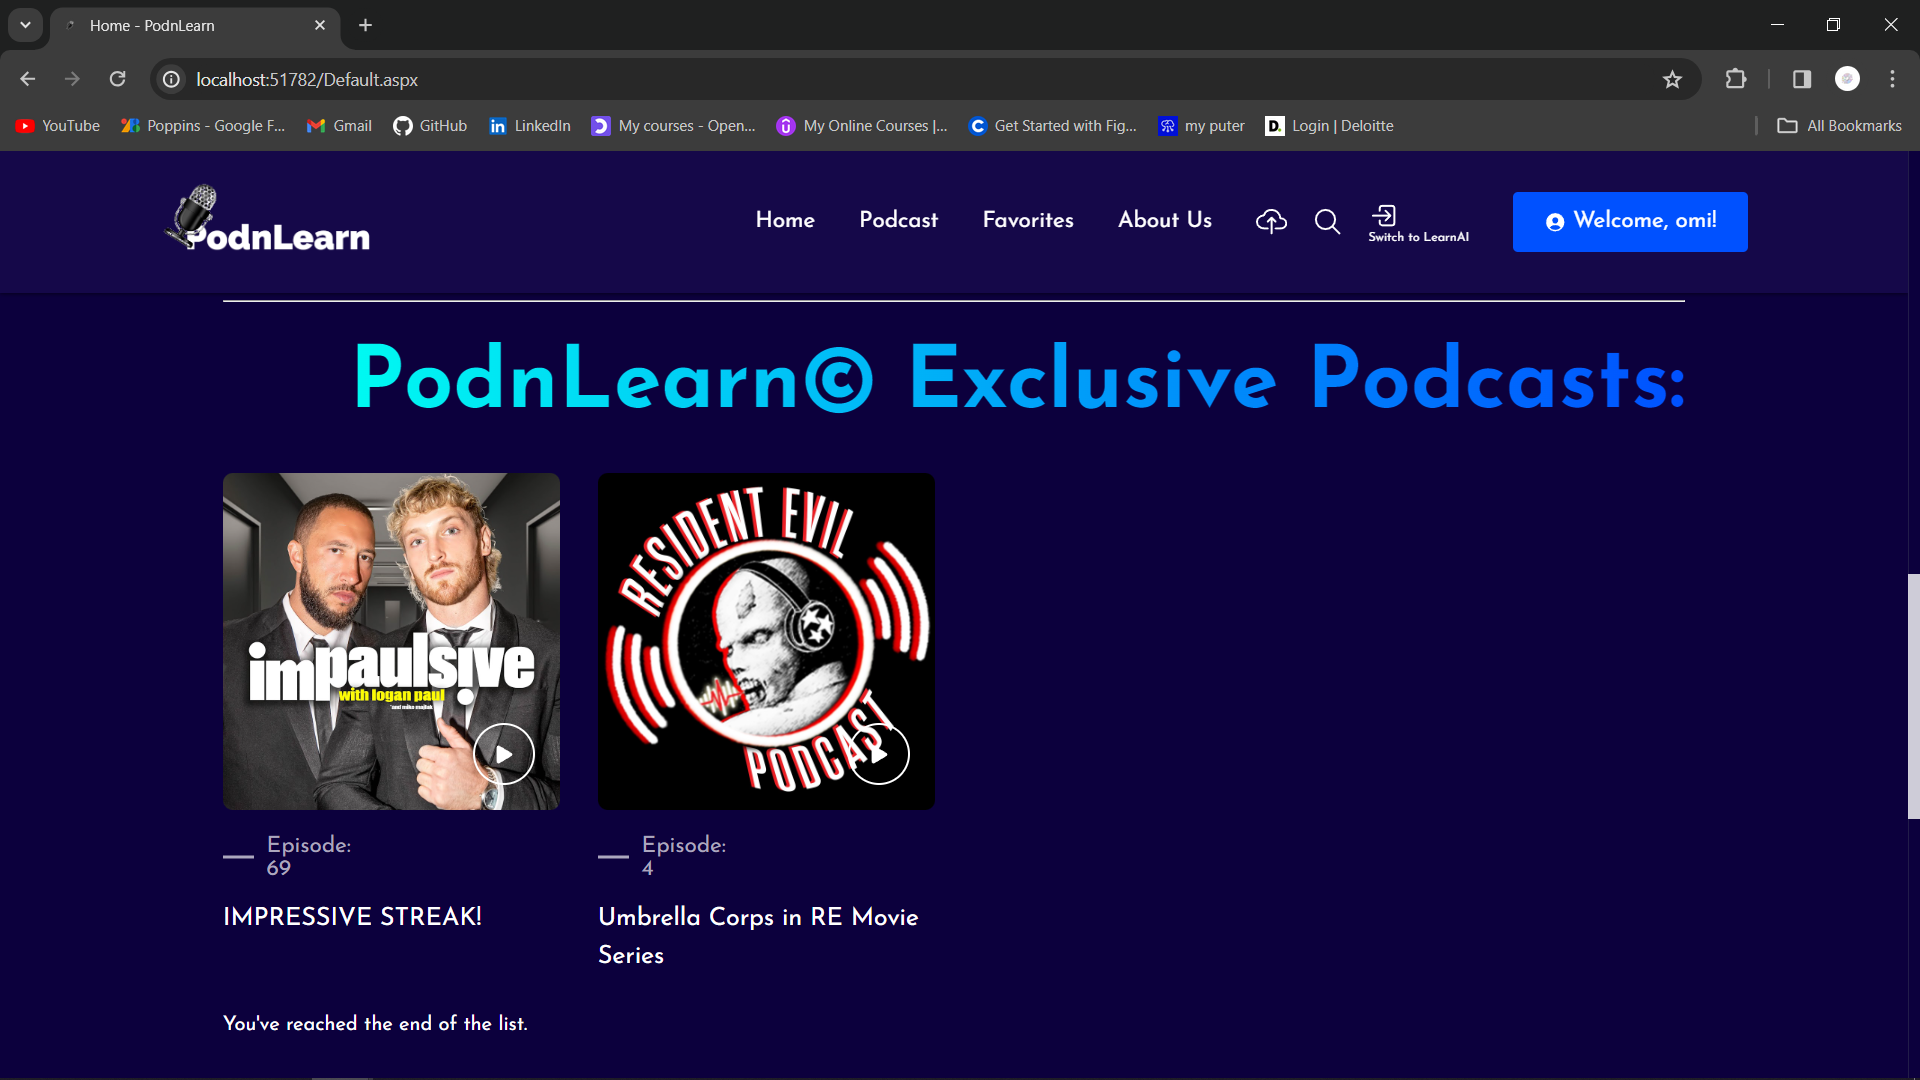 Home - PodnLearn
localhost:51782/Default.aspx
YouTube
Poppins - Google F...
Gmail
GitHub
LinkedIn
My courses - Open...
My Online Courses |...
Get Started with Fig...
my puter
Login | Deloitte
All Bookmarks
PodnLearn
Home
Podcast
Favorites
About Us
Switch to LearnAI
Welcome, omi!
PodnLearn© Exclusive Podcasts:
impaulsive
with logan paul
*and mike majlak
RESIDENT EVIL
PODCAST
Episode:
69
Episode:
4
IMPRESSIVE STREAK!
Umbrella Corps in RE Movie
Series
You've reached the end of the list.